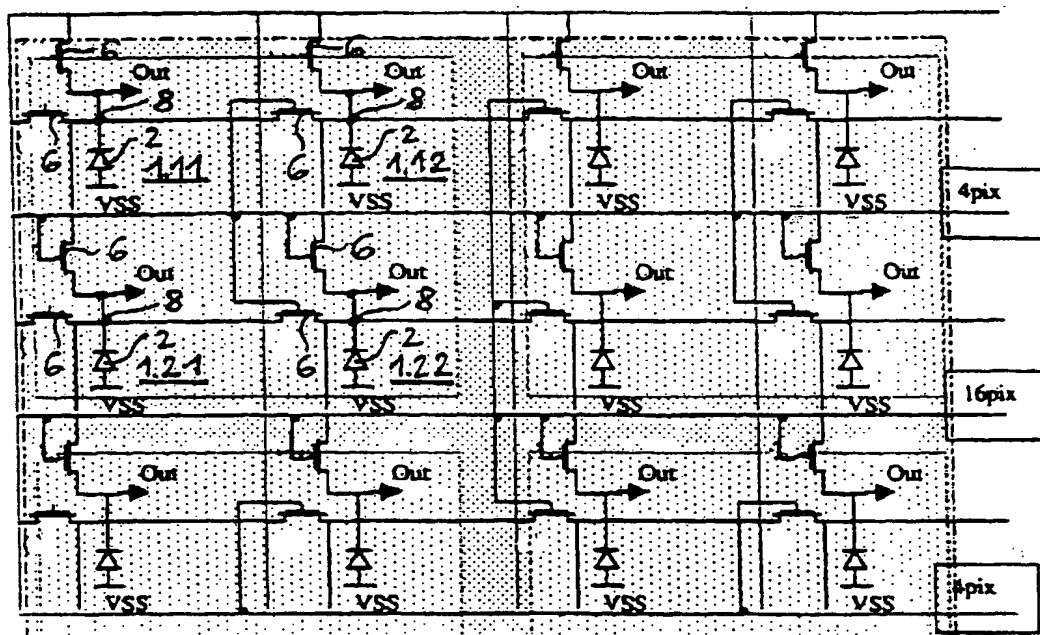 6 6
Out Out Out Out
8 8
6 2 1.11 6 2 1.12
VSS VSS VSS VSS
4pix
6 6
Out Out Out Out
8 8
6 2 1.21 6 2 1.22
VSS VSS VSS VSS
16pix
Out Out Out Out
VSS VSS VSS VSS
4pix